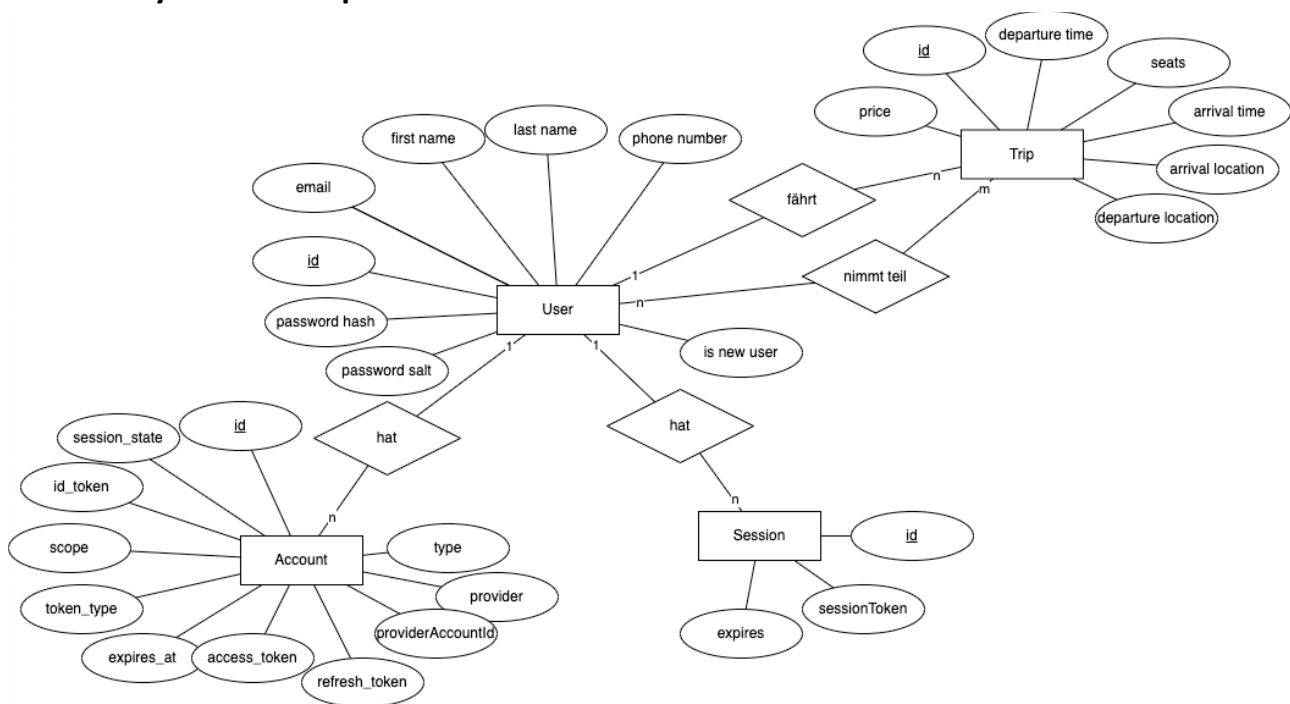 id
departure time
seats
price
arrival time
first name
last name
phone number
Trip
arrival location
email
fährt
n
m
departure location
id
1
nimmt teil
n
User
password hash
is new user
password salt
1
1
id
hat
hat
session_state
id_token
n
n
scope
Account
type
Session
id
token_type
provider
providerAccountId
sessionToken
expires_at
access_token
expires
refresh_token